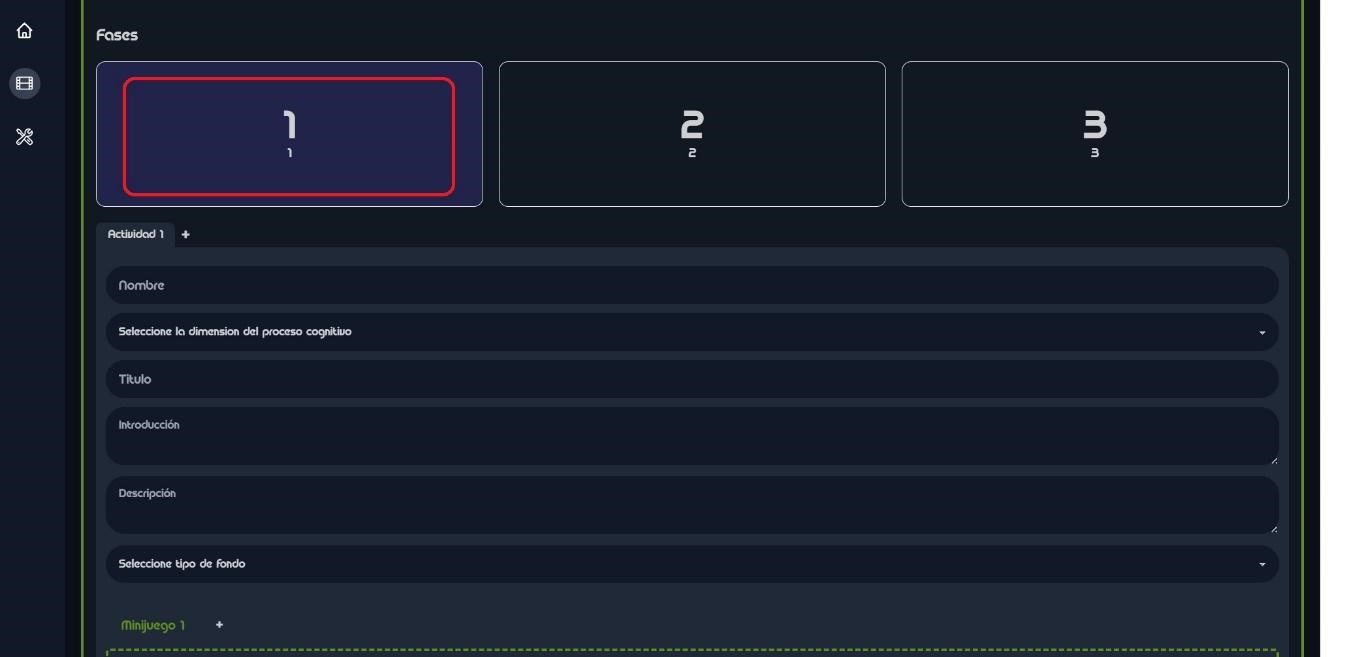 Fases
1
1
2
2
3
3
Actividad 1 +
Nombre
Seleccione la dimension del proceso cognitivo
Titulo
Introducción
Descripción
Seleccione tipo de fondo
Minijuego 1 +